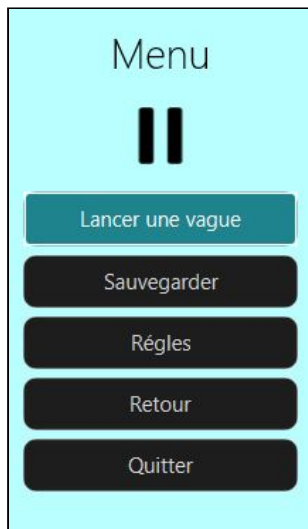 Menu
Lancer une vague
Sauvegarder
Régles
Retour
Quitter